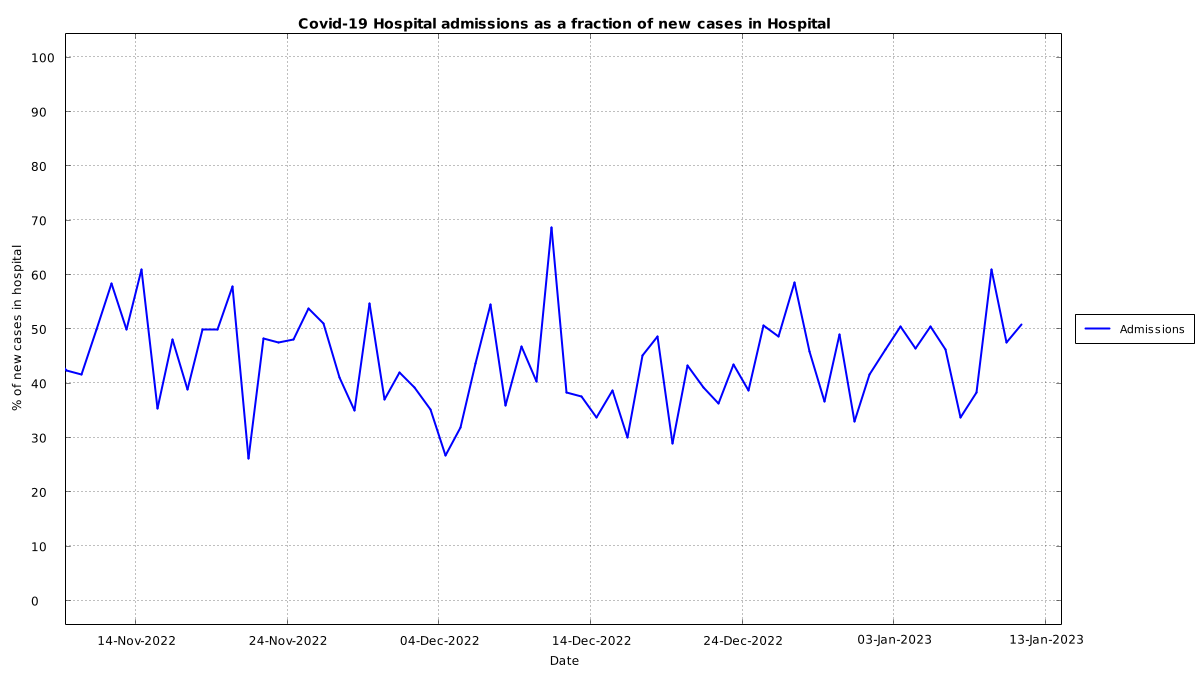 Covid-19 Hospital admissions as a fraction of new cases in Hospital
100
90
80
70
60
50
40
30
20
10
0
% of new cases in hospital
14-Nov-2022
24-Nov-2022
04-Dec-2022
14-Dec-2022
24-Dec-2022
03-Jan-2023
13-Jan-2023
Date
Admissions